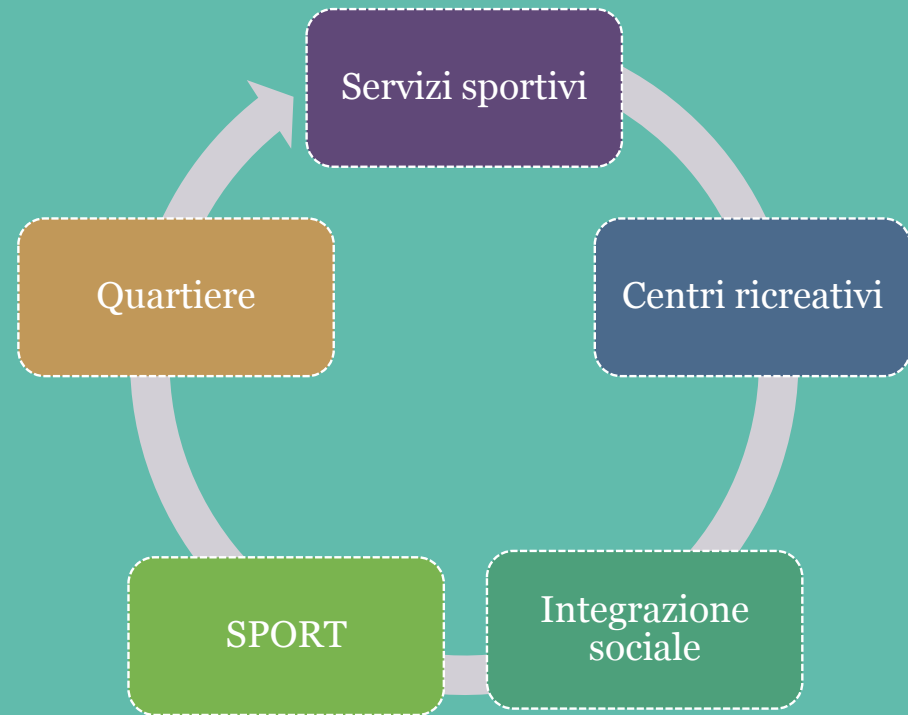 Servizi sportivi
Centri ricreativi
Integrazione
sociale
SPORT
Quartiere